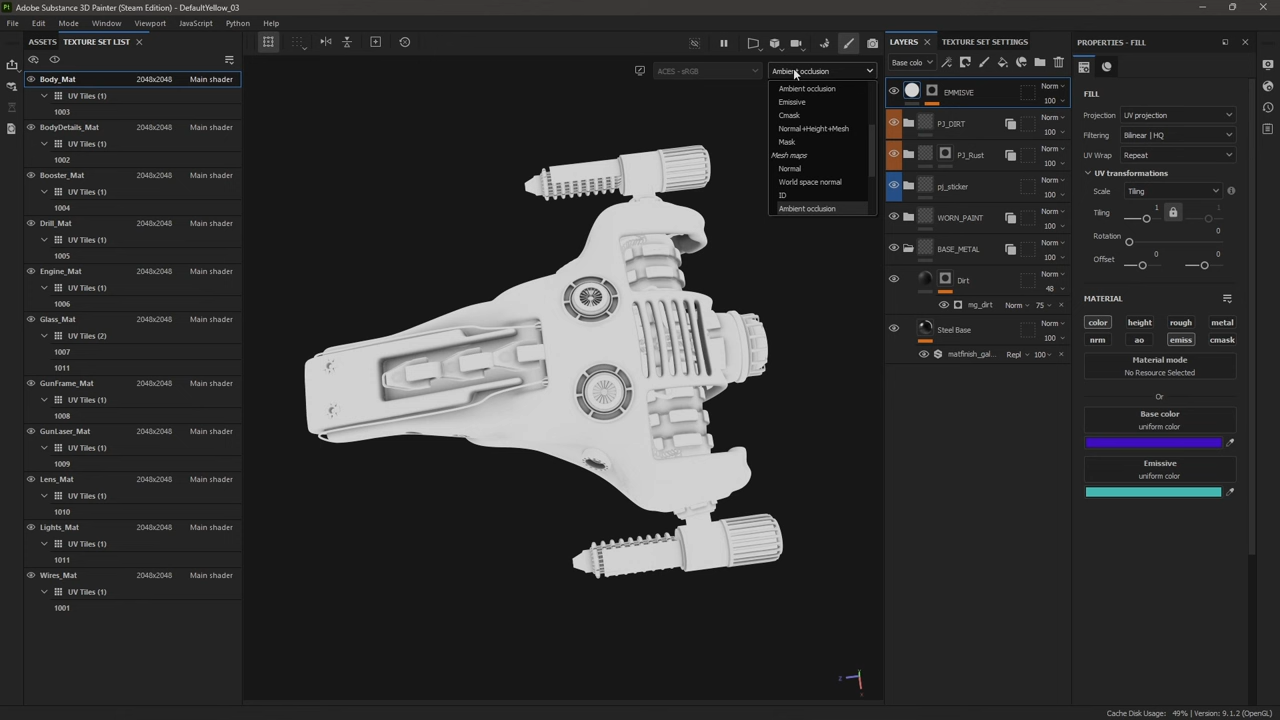 Pt Adobe Substance 3D Painter (Steam Edition) - DefaultYellow_03
File Edit Mode Window Viewport JavaScript Python Help
ASSETS TEXTURE SET LIST
Body_Mat 2048x2048 Main shader
UV Tiles (1)
1003
BodyDetails_Mat 2048x2048 Main shader
UV Tiles (1)
1002
Booster_Mat 2048x2048 Main shader
UV Tiles (1)
1004
Drill_Mat 2048x2048 Main shader
UV Tiles (1)
1005
Engine_Mat 2048x2048 Main shader
UV Tiles (1)
1006
Glass_Mat 2048x2048 Main shader
UV Tiles (2)
1007
1011
GunFrame_Mat 2048x2048 Main shader
UV Tiles (1)
1008
GunLaser_Mat 2048x2048 Main shader
UV Tiles (1)
1009
Lens_Mat 2048x2048 Main shader
UV Tiles (1)
1010
Lights_Mat 2048x2048 Main shader
UV Tiles (1)
1011
Wires_Mat 2048x2048 Main shader
UV Tiles (1)
1001
ACES - sRGB
Ambient occlusion
Ambient occlusion
Emissive
Cmask
Normal+Height+Mesh
Mask
Mesh maps
Normal
World space normal
ID
Ambient occlusion
Z
Y
X
LAYERS TEXTURE SET SETTINGS
Base colo
EMMISVE Norm 100
PJ_DIRT Norm 100
PJ_Rust Norm 100
pj_sticker Norm 100
WORN_PAINT Norm 100
BASE_METAL Norm 100
Dirt Norm 48
mg_dirt Norm 75
Steel Base Norm 100
matfinish_gal... Repl 100
PROPERTIES - FILL
FILL
Projection UV projection
Filtering Bilinear | HQ
UV Wrap Repeat
UV transformations
Scale Tiling
Tiling 1 1
Rotation 0
Offset 0 0
MATERIAL
color height rough metal
nrm ao emiss cmask
Material mode
No Resource Selected
Or
Base color
uniform color
Emissive
uniform color
Cache Disk Usage: 49% | Version: 9.1.2 (OpenGL)